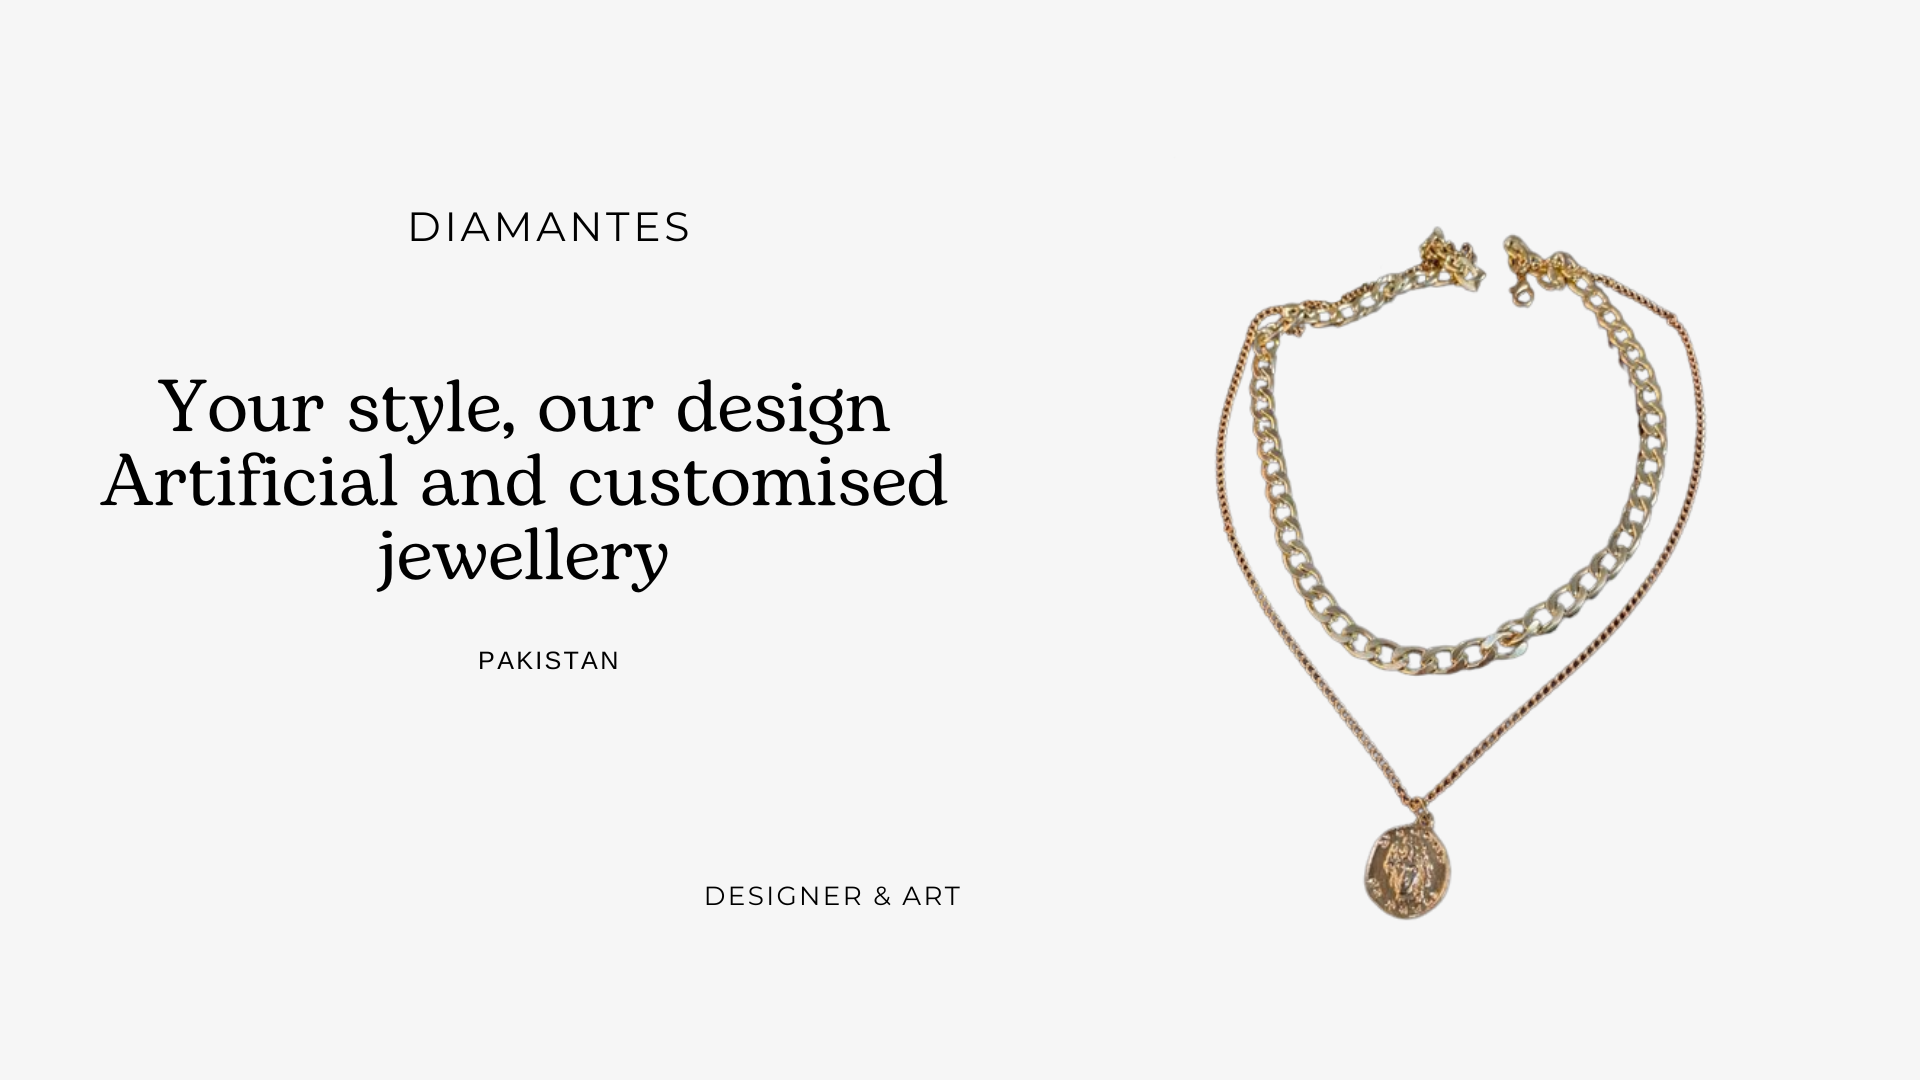 DIAMANTES
Your style, our design
Artificial and customised
jewellery
PAKISTAN
DESIGNER & ART